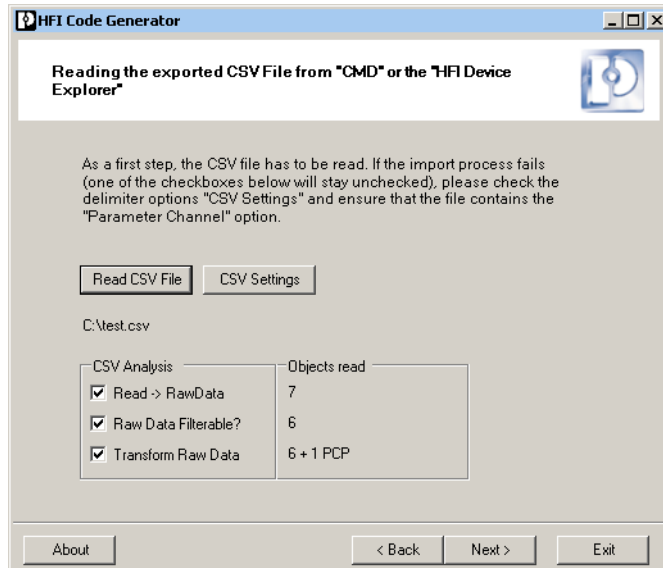 HFI Code Generator
Reading the exported CSV File from "CMD" or the "HFI Device
Explorer"
As a first step, the CSV file has to be read. If the import process fails
(one of the checkboxes below will stay unchecked), please check the
delimiter options "CSV Settings" and ensure that the file contains the
"Parameter Channel" option.
Read CSV File CSV Settings
C:\test.csv
CSV Analysis Objects read
Read -> RawData 7
Raw Data Filterable? 6
Transform Raw Data 6 + 1 PCP
About < Back Next > Exit